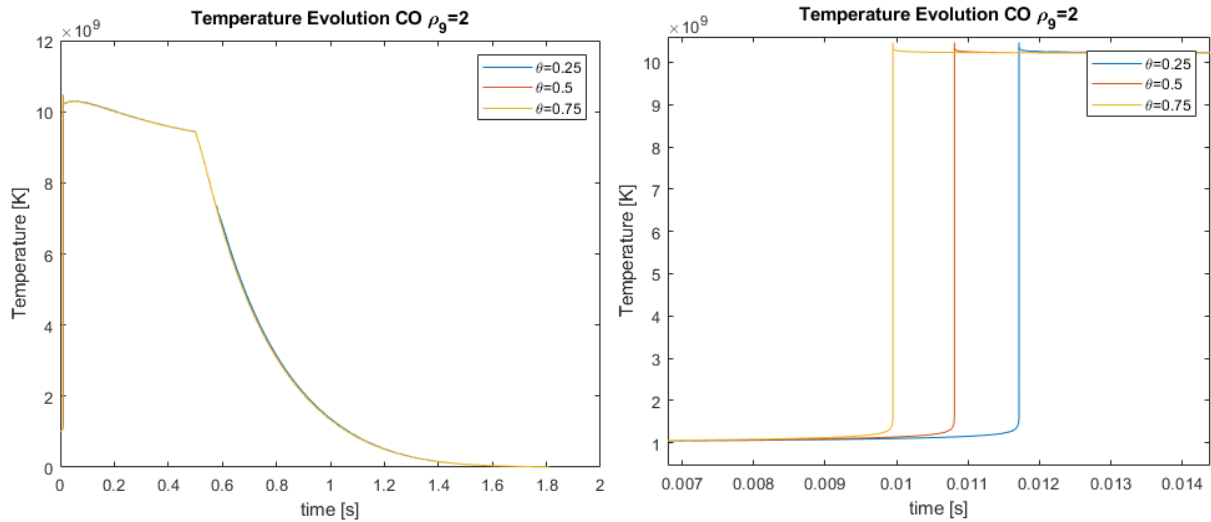 Temperature Evolution CO ρ9=2
×10^9
12
10
8
6
4
2
0
Temperature [K]
θ=0.25
θ=0.5
θ=0.75
0 0.2 0.4 0.6 0.8 1 1.2 1.4 1.6 1.8 2
time [s]
Temperature Evolution CO ρ9=2
×10^9
10
9
8
7
6
5
4
3
2
1
Temperature [K]
θ=0.25
θ=0.5
θ=0.75
0.007 0.008 0.009 0.01 0.011 0.012 0.013 0.014
time [s]